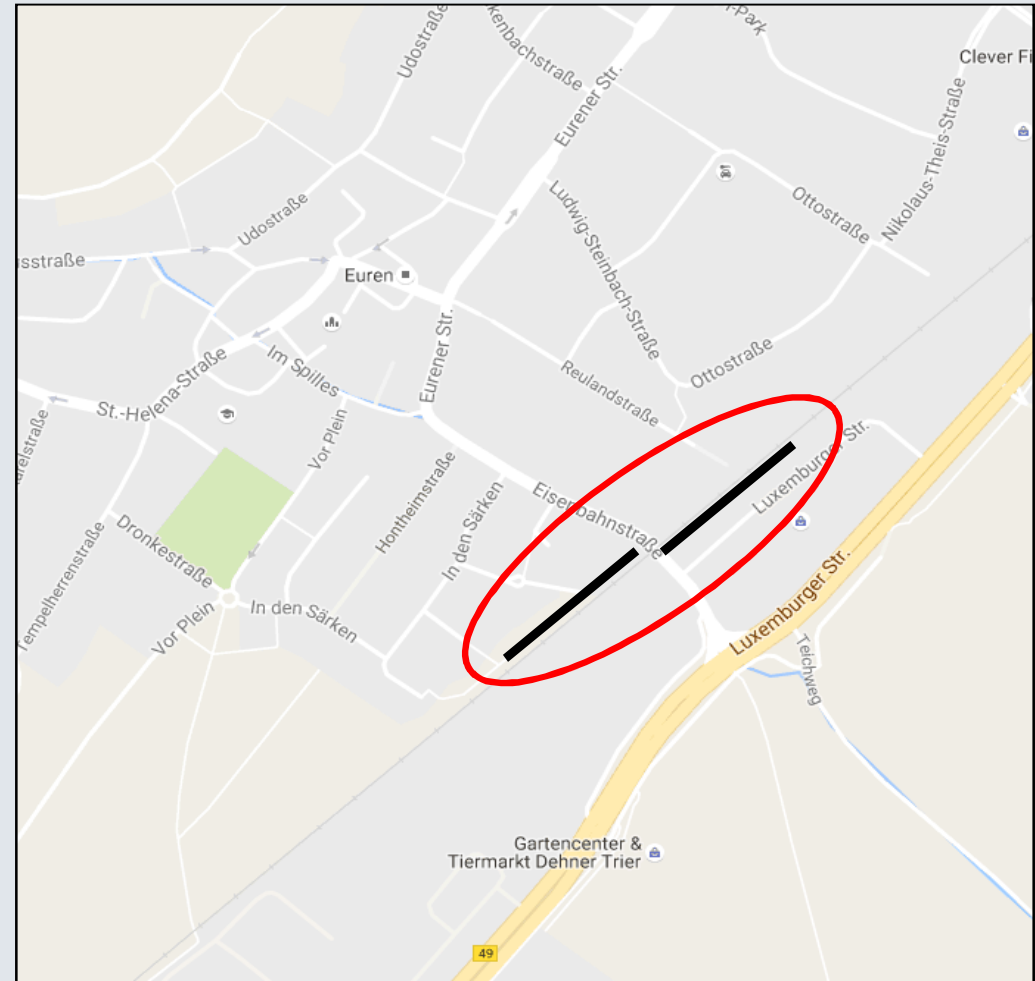 Udostraße
kenbachstraße
-Park
Clever Fi
Eurener Str.
Nikolaus-Theis-Straße
Ottostraße
Ludwig-Steinbach-Straße
Udostraße
isstraße
Euren
Eurener Str.
Im Spilles
St.-Helena-Straße
Reulandstraße
Ottostraße
Vor Plein
Hontheimstraße
In den Särken
Eisenbahnstraße
Luxemburger Str.
Dronkestraße
Tempelherrenstraße
Vor Plein
In den Särken
Luxemburger Str.
Teichweg
Gartencenter &
Tiermarkt Dehner Trier
49